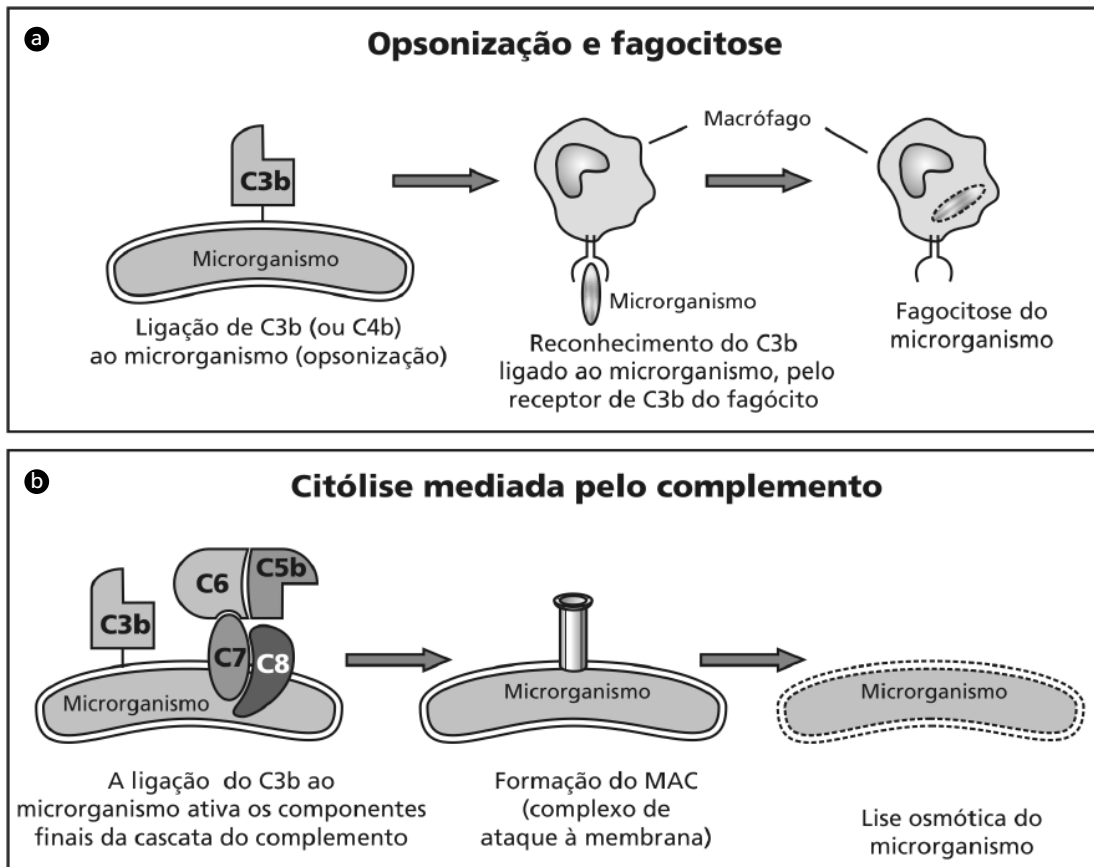 a
Opsonização e fagocitose
C3b
Microrganismo
Ligação de C3b (ou C4b)
ao microrganismo (opsonização)
Macrófago
Microrganismo
Reconhecimento do C3b
ligado ao microrganismo, pelo
receptor de C3b do fagócito
Fagocitose do
microrganismo
b
Citólise mediada pelo complemento
C3b
C6
C5b
C7
C8
Microrganismo
A ligação do C3b ao
microrganismo ativa os componentes
finais da cascata do complemento
Microrganismo
Formação do MAC
(complexo de
ataque à membrana)
Microrganismo
Lise osmótica do
microrganismo